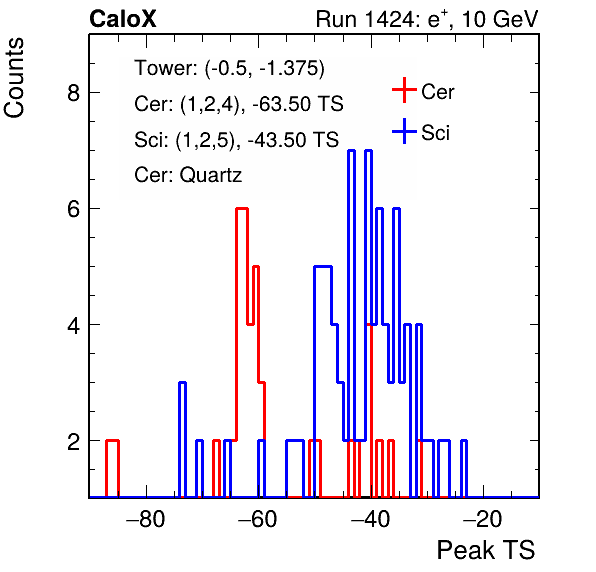 CaloX
Run 1424: e+, 10 GeV
Counts
Tower: (-0.5, -1.375)
Cer: (1,2,4), -63.50 TS
Sci: (1,2,5), -43.50 TS
Cer: Quartz
Cer
Sci
8
6
4
2
−80
−60
−40
−20
Peak TS